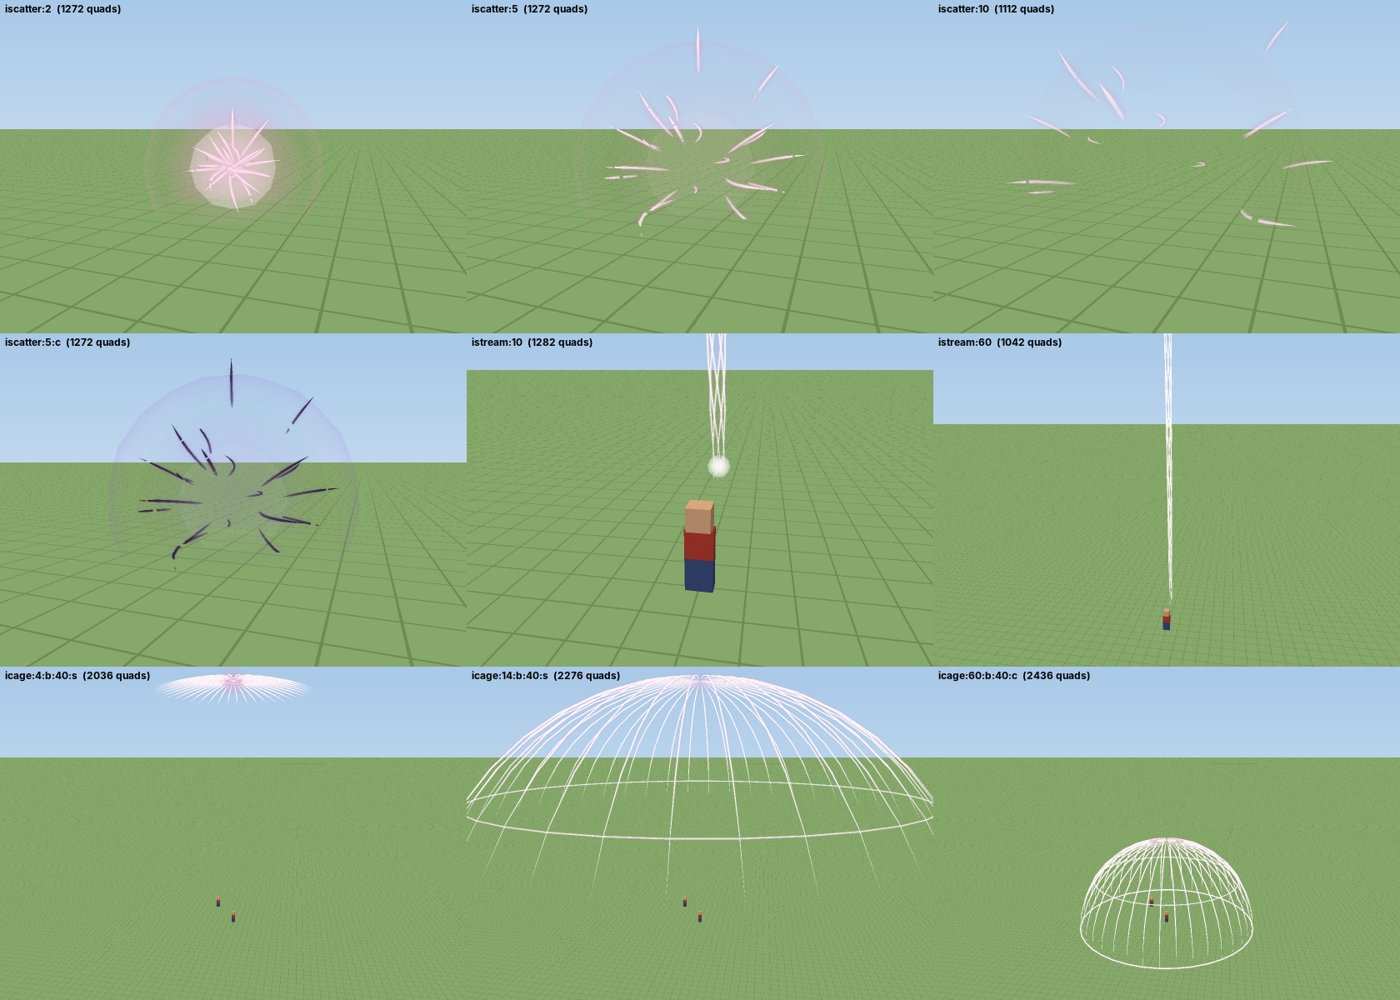 iscatter:2 (1272 quads)
iscatter:5 (1272 quads)
iscatter:10 (1112 quads)
iscatter:5:c (1272 quads)
istream:10 (1282 quads)
istream:60 (1042 quads)
icage:4:b:40:s (2036 quads)
icage:14:b:40:s (2276 quads)
icage:60:b:40:c (2436 quads)